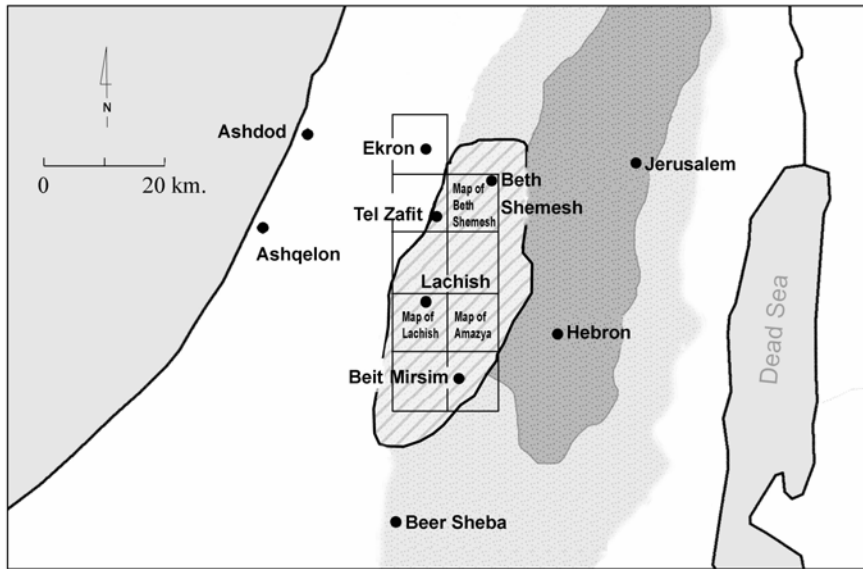 N
0 20 km.
Ashdod
Ekron
Jerusalem
Map of
Beth
Shemesh
Beth
Shemesh
Tel Zafit
Ashqelon
Lachish
Map of
Lachish
Map of
Amazya
Hebron
Dead Sea
Beit Mirsim
Beer Sheba